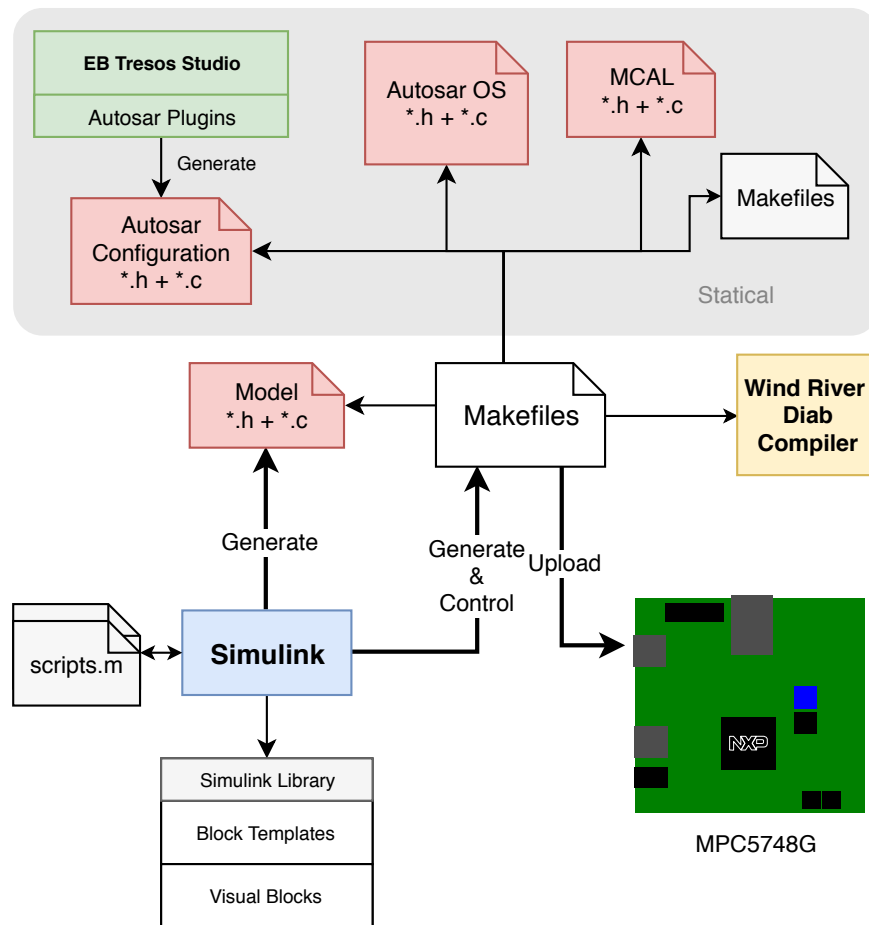 EB Tresos Studio
Autosar Plugins
Generate
Autosar
Configuration
*.h + *.c
Autosar OS
*.h + *.c
MCAL
*.h + *.c
Makefiles
Statical
Model
*.h + *.c
Makefiles
Wind River
Diab
Compiler
Generate
Generate
&
Control
Upload
scripts.m
Simulink
Simulink Library
Block Templates
Visual Blocks
NXP
MPC5748G